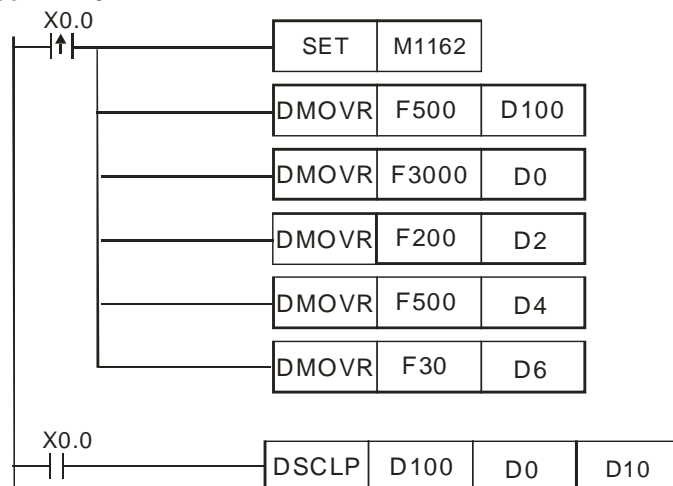 X0.0
SET M1162
DMOVR F500 D100
DMOVR F3000 D0
DMOVR F200 D2
DMOVR F500 D4
DMOVR F30 D6
X0.0
DSCLP D100 D0 D10